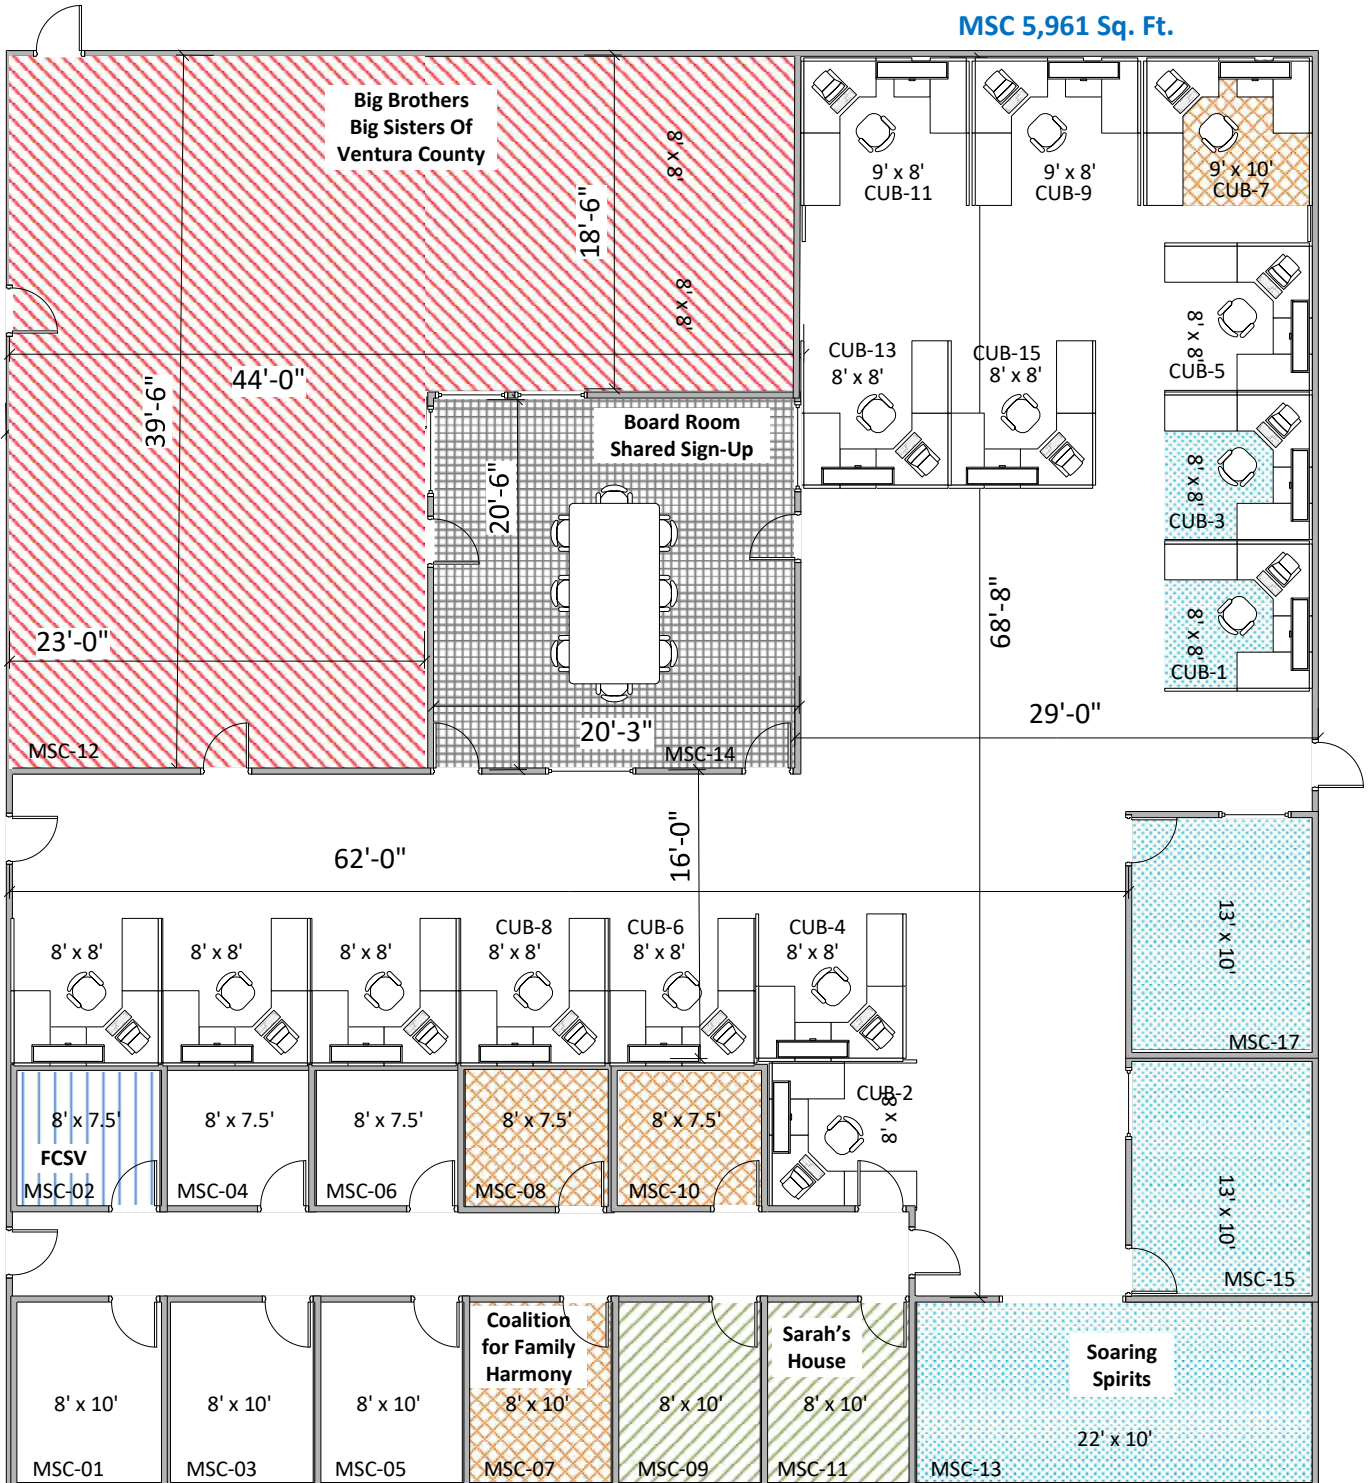 MSC 5,961 Sq. Ft.
Big Brothers
Big Sisters Of
Ventura County
8' x 8'
18'-6"
8' x 8'
44'-0"
39'-6"
23'-0"
MSC-12
9' x 8'
CUB-11
9' x 8'
CUB-9
9' x 10'
CUB-7
CUB-13
8' x 8'
CUB-15
8' x 8'
8' x 8'
CUB-5
8' x 8'
CUB-3
8' x 8'
CUB-1
Board Room
Shared Sign-Up
20'-6"
20'-3"
MSC-14
68'-8"
29'-0"
62'-0"
16'-0"
8' x 8'
8' x 8'
8' x 8'
CUB-8
8' x 8'
CUB-6
8' x 8'
CUB-4
8' x 8'
13' x 10'
MSC-17
8' x 7.5'
FCSV
MSC-02
8' x 7.5'
MSC-04
8' x 7.5'
MSC-06
8' x 7.5'
MSC-08
8' x 7.5'
MSC-10
CUB-2
8' x 8'
13' x 10'
MSC-15
8' x 10'
MSC-01
8' x 10'
MSC-03
8' x 10'
MSC-05
Coalition
for Family
Harmony
8' x 10'
MSC-07
8' x 10'
MSC-09
Sarah's
House
8' x 10'
MSC-11
Soaring
Spirits
22' x 10'
MSC-13